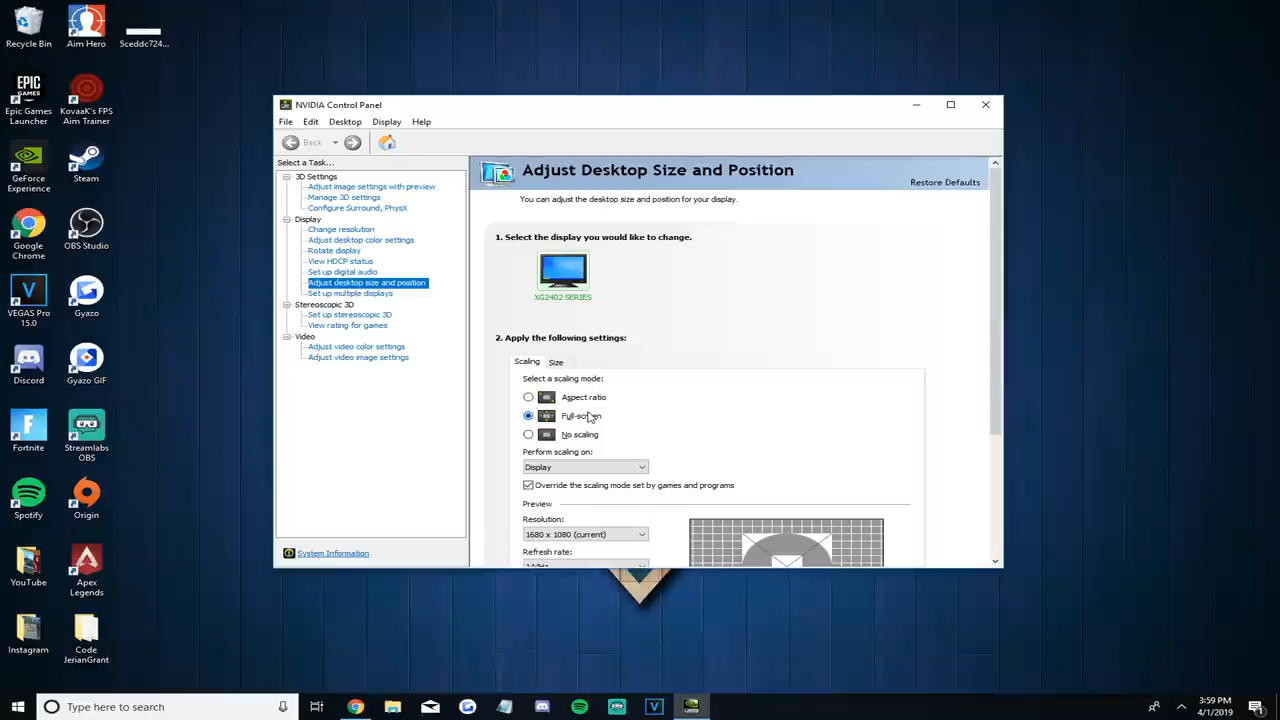 Recycle Bin
Aim Hero
5ceddc724...
EPIC
GAMES
Epic Games
Launcher
KovaaK's FPS
Aim Trainer
GeForce
Experience
Steam
Google
Chrome
OBS Studio
VEGAS Pro
15.0
Gyazo
Discord
Gyazo GIF
Fortnite
Streamlabs
OBS
Spotify
Origin
YouTube
Apex
Legends
Instagram
Code
JerianGrant
NVIDIA Control Panel
File Edit Desktop Display Help
Back
Select a Task...
3D Settings
Adjust image settings with preview
Manage 3D settings
Configure Surround, PhysX
Display
Change resolution
Adjust desktop color settings
Rotate display
View HDCP status
Set up digital audio
Adjust desktop size and position
Set up multiple displays
Stereoscopic 3D
Set up stereoscopic 3D
View rating for games
Video
Adjust video color settings
Adjust video image settings
System Information
Adjust Desktop Size and Position
Restore Defaults
You can adjust the desktop size and position for your display.
1. Select the display you would like to change.
XG2402 SERIES
2. Apply the following settings:
Scaling Size
Select a scaling mode:
Aspect ratio
Full-screen
No scaling
Perform scaling on:
Display
Override the scaling mode set by games and programs
Preview
Resolution:
1680 x 1080 (current)
Refresh rate:
144Hz
Type here to search
3:59 PM
4/1/2019